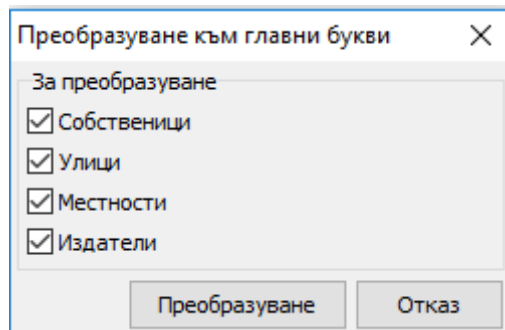 Преобразуване към главни букви
За преобразуване
Собственици
Улици
Местности
Издатели
Преобразуване Отказ